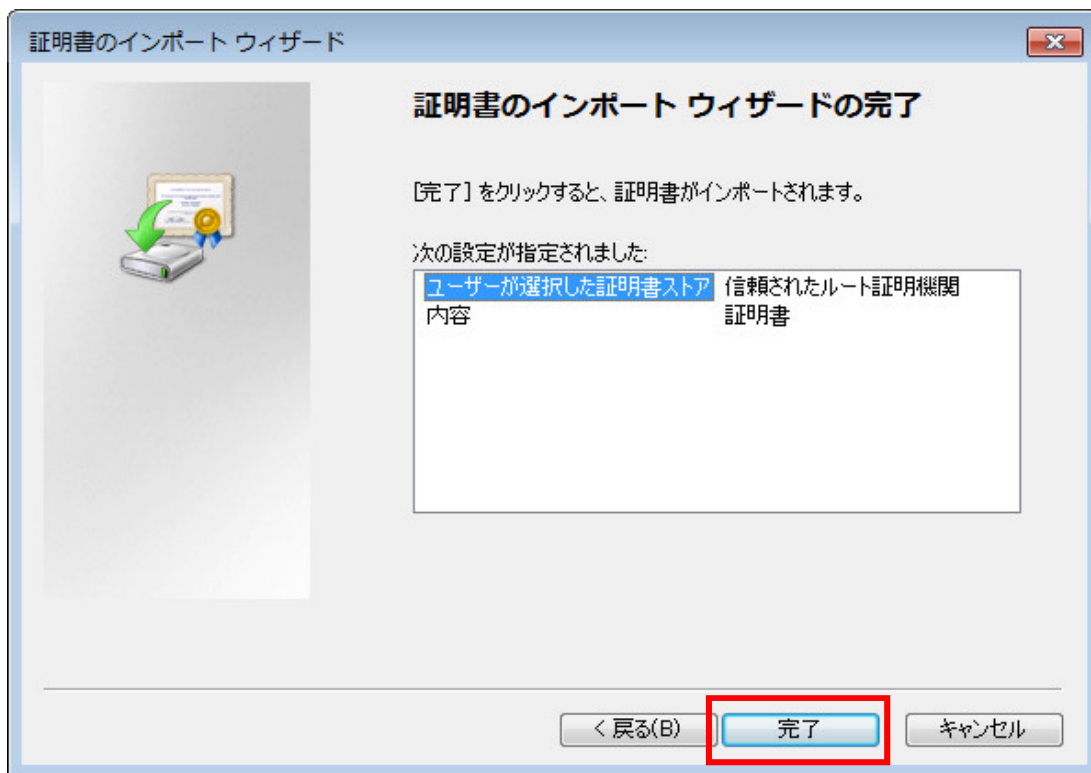 証明書のインポート ウィザード
証明書のインポート ウィザードの完了
[完了] をクリックすると、証明書がインポートされます。
次の設定が指定されました:
ユーザーが選択した証明書ストア 信頼されたルート証明機関
内容 証明書
< 戻る(B) 完了 キャンセル